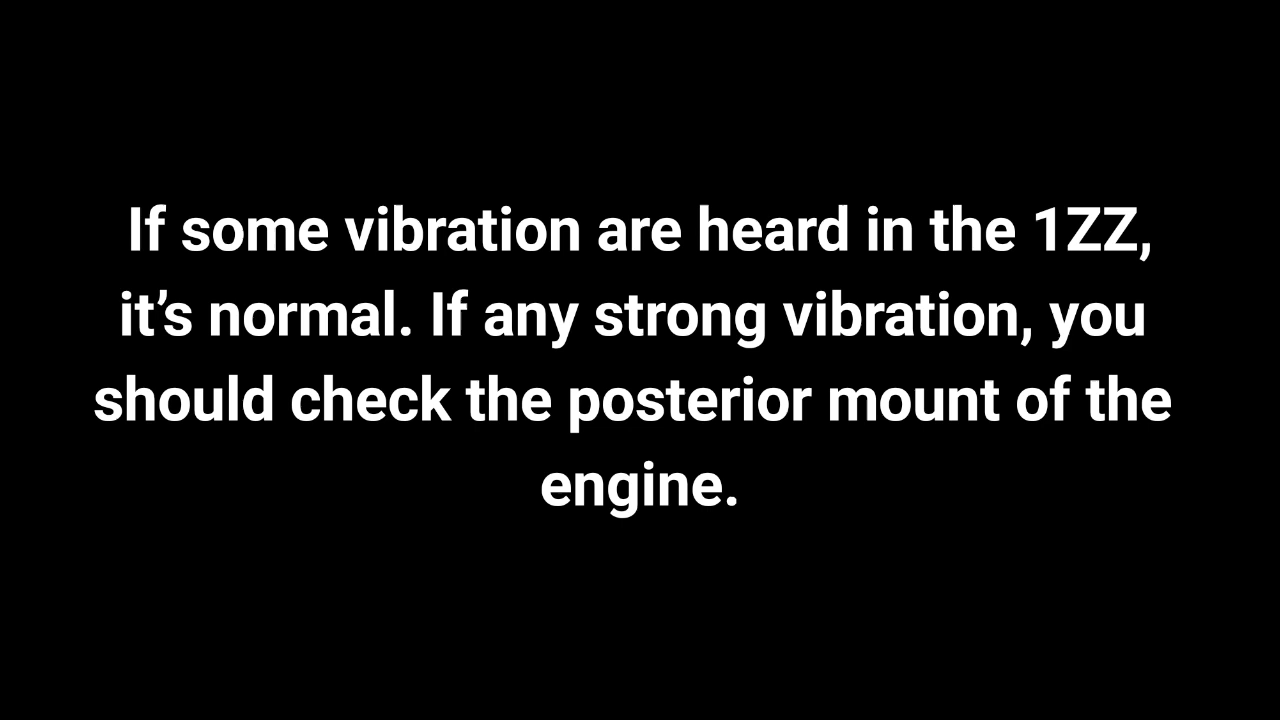 If some vibration are heard in the 1ZZ,
it’s normal. If any strong vibration, you
should check the posterior mount of the
engine.